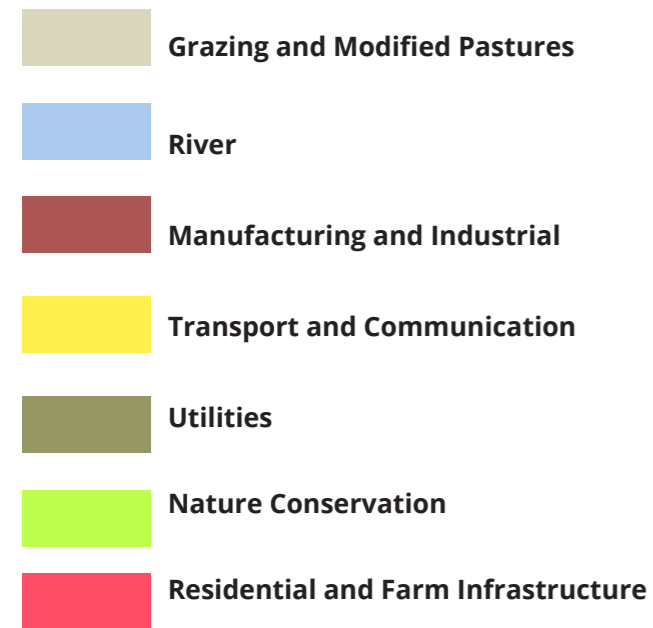 Grazing and Modified Pastures
River
Manufacturing and Industrial
Transport and Communication
Utilities
Nature Conservation
Residential and Farm Infrastructure